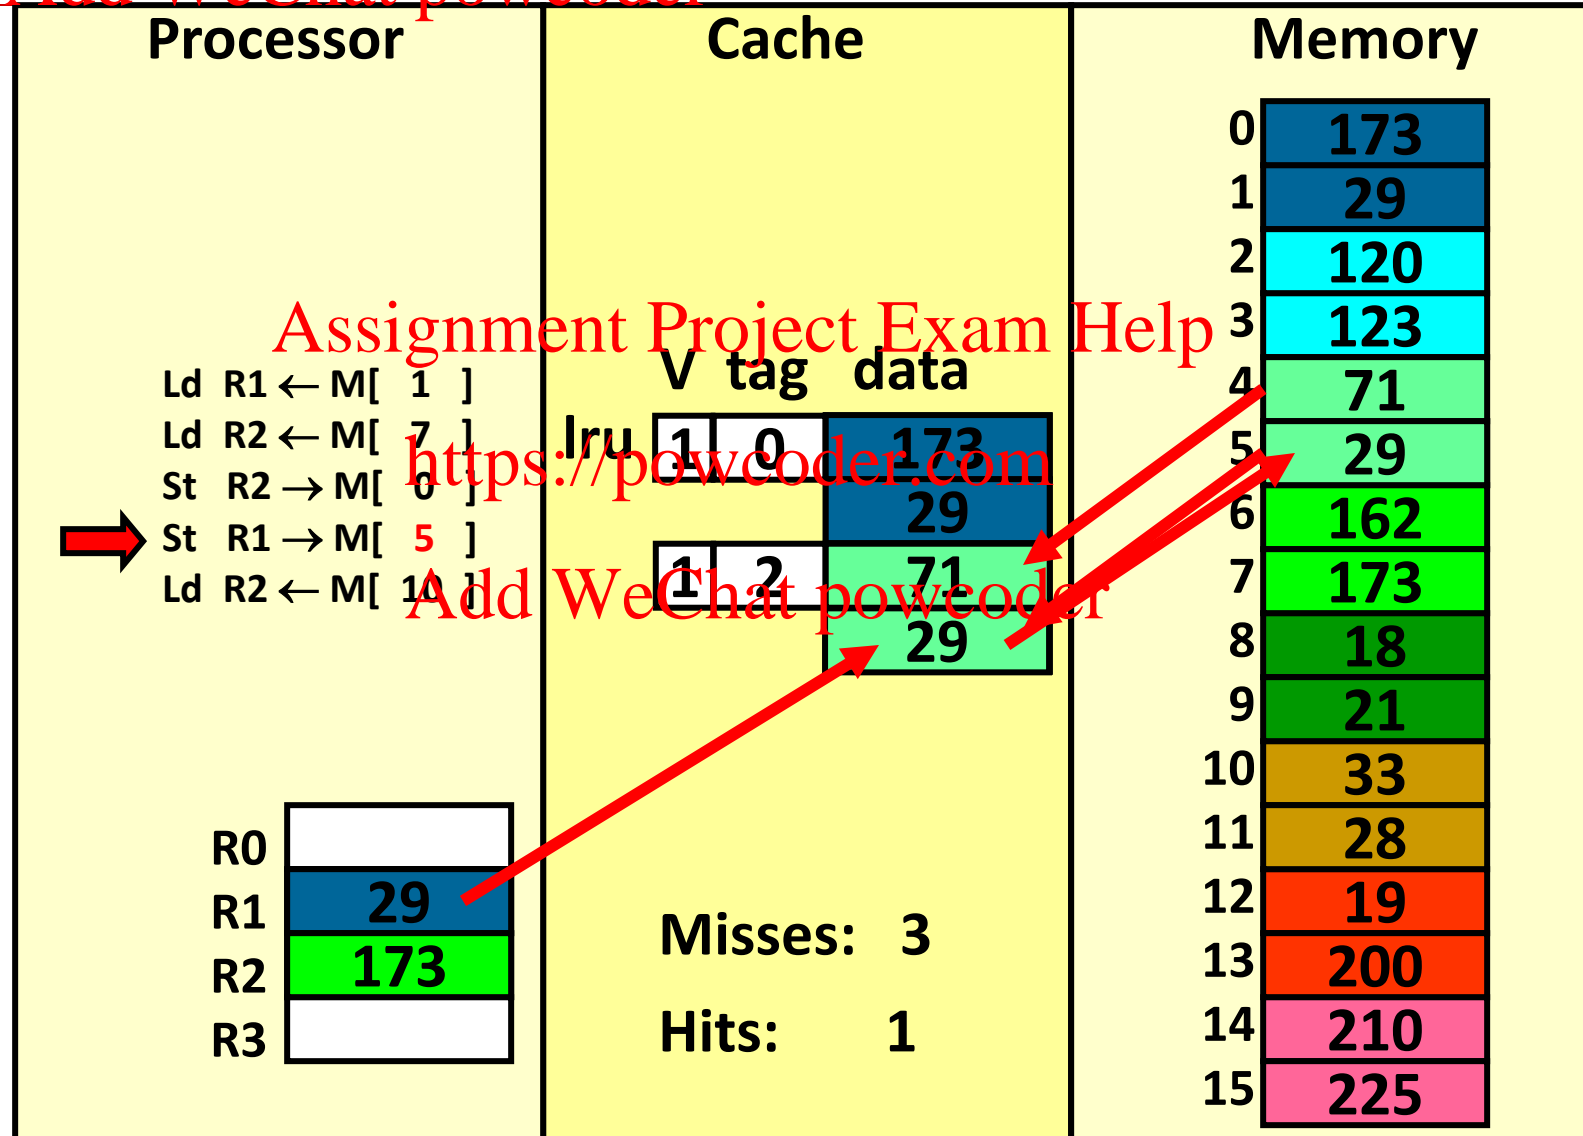 Add WeChat powcoder
Processor
Cache
Memory
0 173
1 29
2 120
3 123
4 71
5 29
6 162
7 173
8 18
9 21
10 33
11 28
12 19
13 200
14 210
15 225
Assignment Project Exam Help
https://powcoder.com
Add WeChat powcoder
Ld R1 ← M[ 1 ]
Ld R2 ← M[ 7 ]
St R2 → M[ 0 ]
St R1 → M[ 5 ]
Ld R2 ← M[ 10 ]
V tag data
lru 1 0 173
29
1 2 71
29
R0
R1 29
R2 173
R3
Misses: 3
Hits: 1